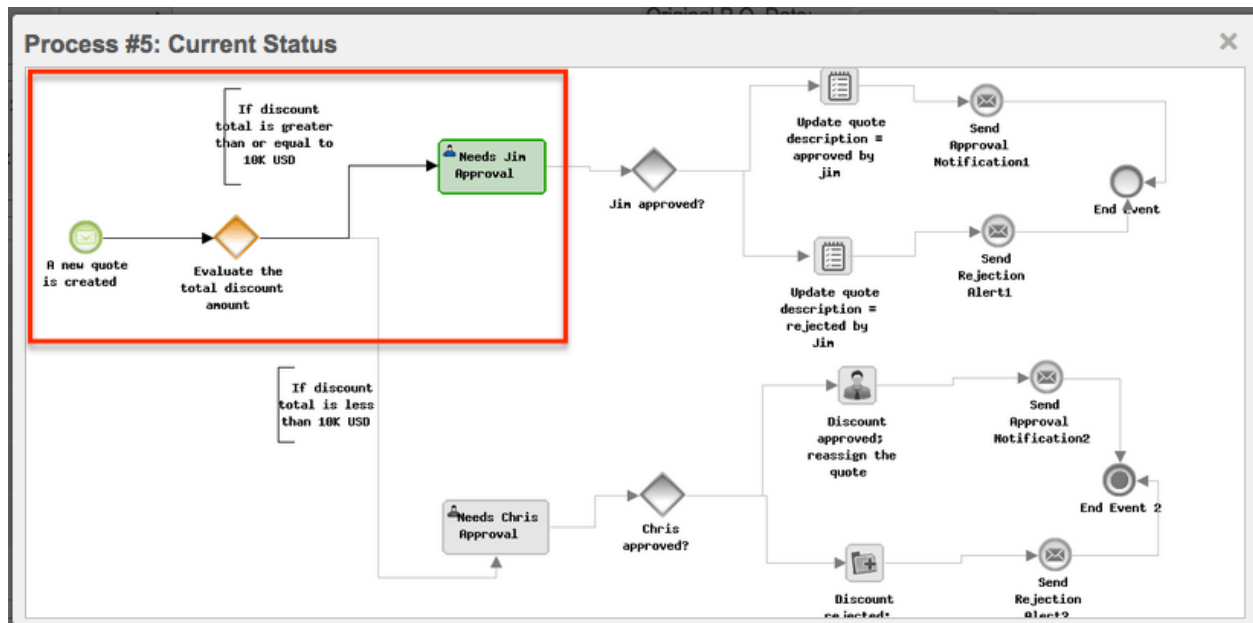 Original P.O. Date:
Process #5: Current Status
If discount
total is greater
than or equal to
10K USD
Needs Jim
Approval
A new quote
is created
Evaluate the
total discount
amount
Jim approved?
Update quote
description =
approved by
jim
Send
Approval
Notification1
End Event
Update quote
description =
rejected by
Jim
Send
Rejection
Alert1
If discount
total is less
than 10K USD
Needs Chris
Approval
Chris
approved?
Discount
approved;
reassign the
quote
Send
Approval
Notification2
End Event 2
Discount
rejected;
Send
Rejection
Alert2